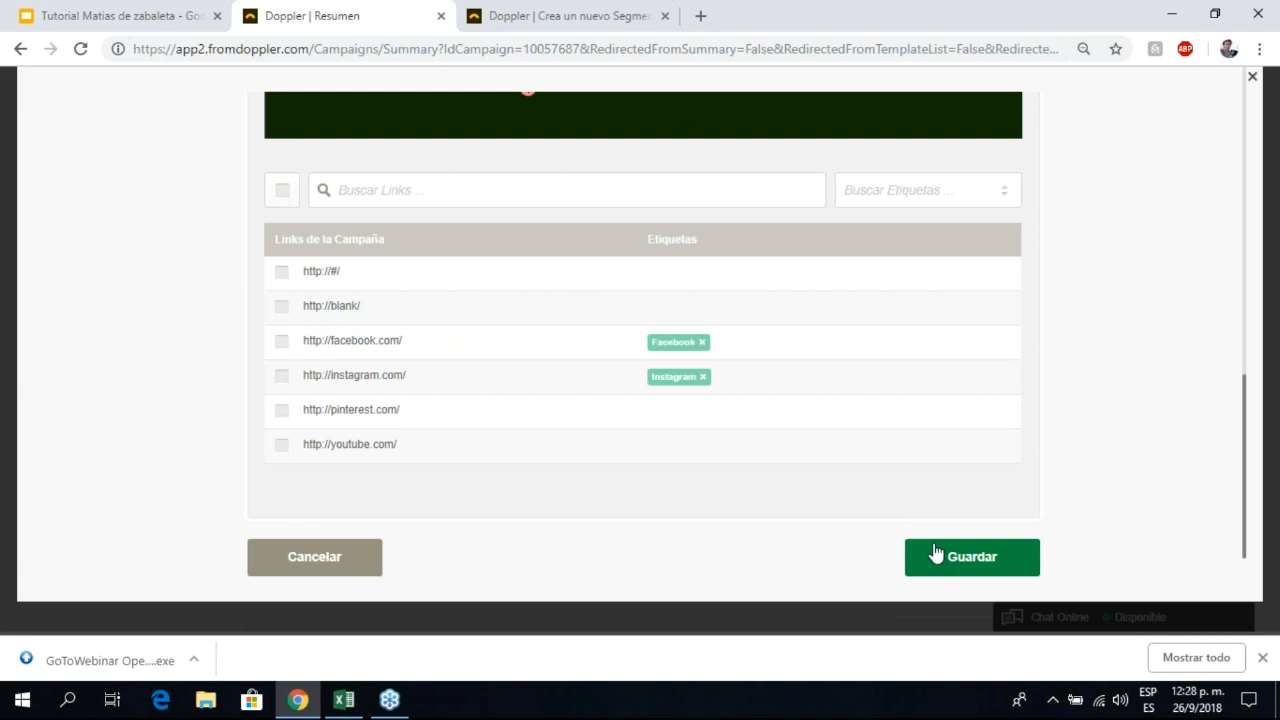 Tutorial Matias de zabaleta - Goo
Doppler | Resumen
Doppler | Crea un nuevo Segmen
https://app2.fromdoppler.com/Campaigns/Summary?IdCampaign=10057687&RedirectedFromSummary=False&RedirectedFromTemplateList=False&Redirecte...
ABP
Buscar Links ...
Buscar Etiquetas ...
Links de la Campaña
Etiquetas
http://#/
http://blank/
http://facebook.com/
Facebook ×
http://instagram.com/
Instagram ×
http://pinterest.com/
http://youtube.com/
Cancelar
Guardar
Chat Online
Disponible
GoToWebinar Ope....exe
Mostrar todo
ESP
12:28 p. m.
ES
26/9/2018